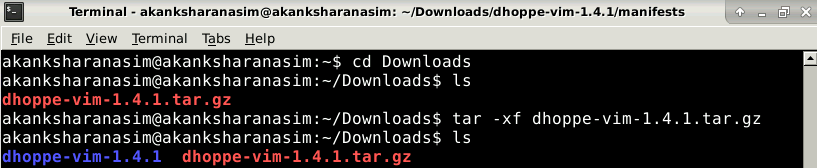 Terminal - akanksharanasim@akanksharanasim: ~/Downloads/dhoppe-vim-1.4.1/manifests
File Edit View Terminal Tabs Help
akanksharanasim@akanksharanasim:~$ cd Downloads
akanksharanasim@akanksharanasim:~/Downloads$ ls
dhoppe-vim-1.4.1.tar.gz
akanksharanasim@akanksharanasim:~/Downloads$ tar -xf dhoppe-vim-1.4.1.tar.gz
akanksharanasim@akanksharanasim:~/Downloads$ ls
dhoppe-vim-1.4.1  dhoppe-vim-1.4.1.tar.gz